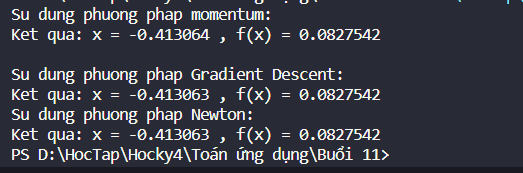 Su dung phuong phap momentum:
Ket qua: x = -0.413064 , f(x) = 0.0827542
Su dung phuong phap Gradient Descent:
Ket qua: x = -0.413063 , f(x) = 0.0827542
Su dung phuong phap Newton:
Ket qua: x = -0.413063 , f(x) = 0.0827542
PS D:\HocTap\Hocky4\Toán ứng dụng\Buổi 11>